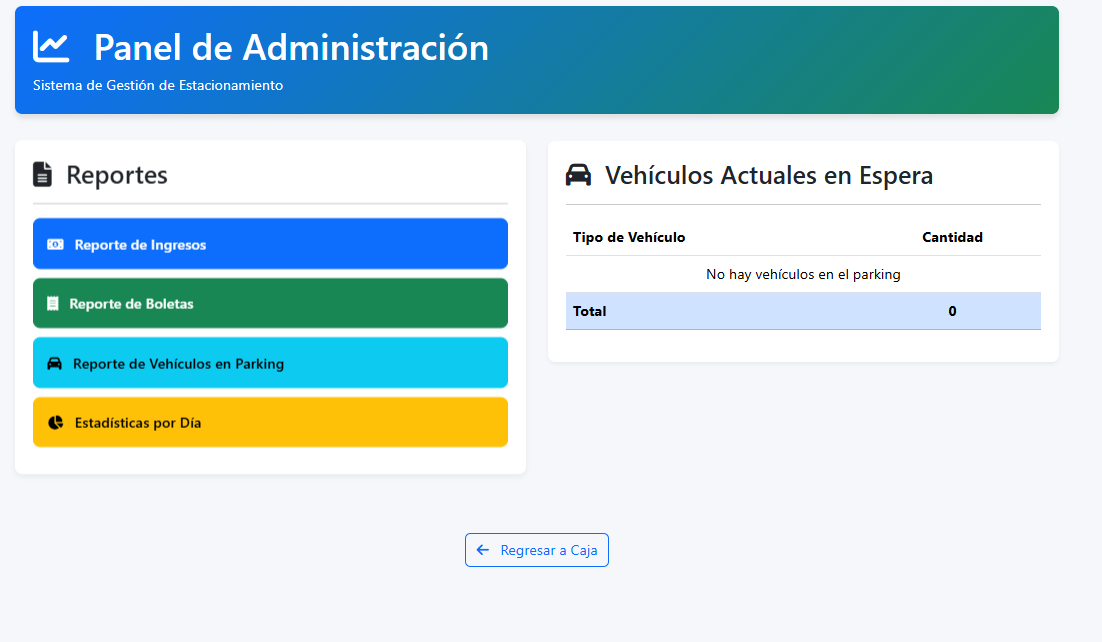 Panel de Administración
Sistema de Gestión de Estacionamiento
Reportes
Reporte de Ingresos
Reporte de Boletas
Reporte de Vehículos en Parking
Estadísticas por Día
Vehículos Actuales en Espera
Tipo de Vehículo Cantidad
No hay vehículos en el parking
Total 0
Regresar a Caja